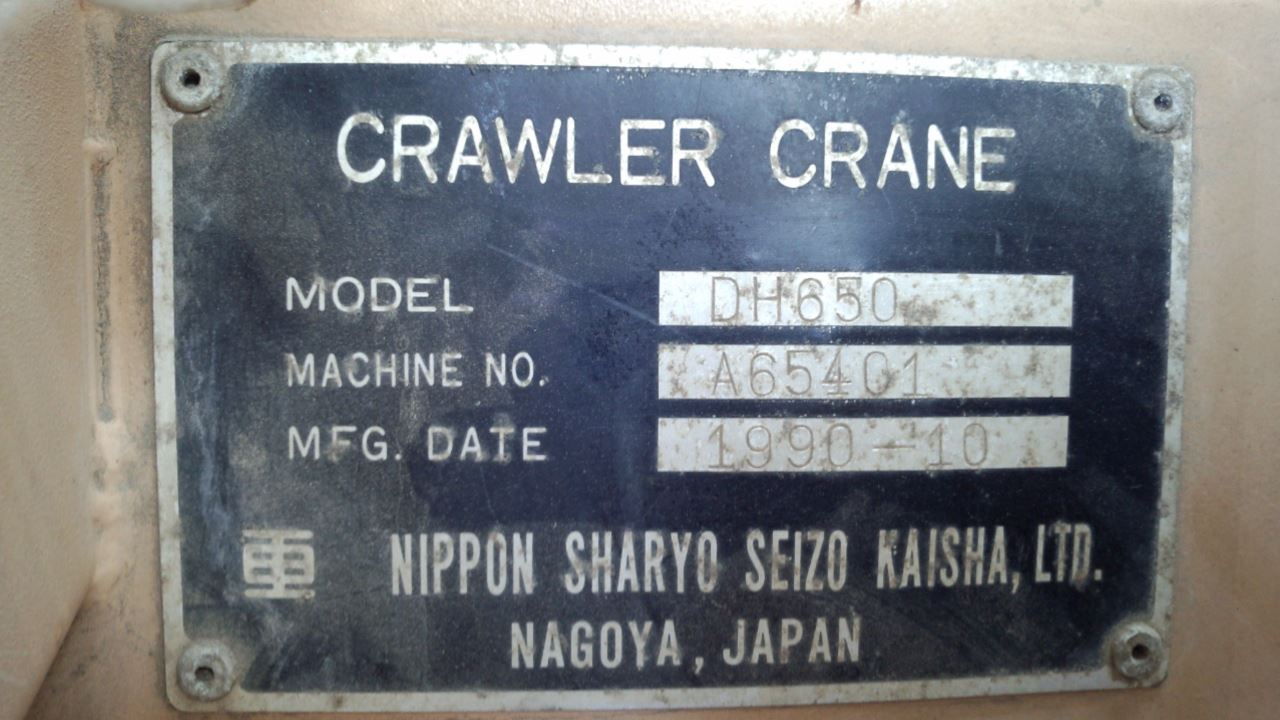 CRAWLER CRANE
MODEL DH650
MACHINE NO. A65401
MFG. DATE 1990-10
NIPPON SHARYO SEIZO KAISHA, LTD.
NAGOYA, JAPAN